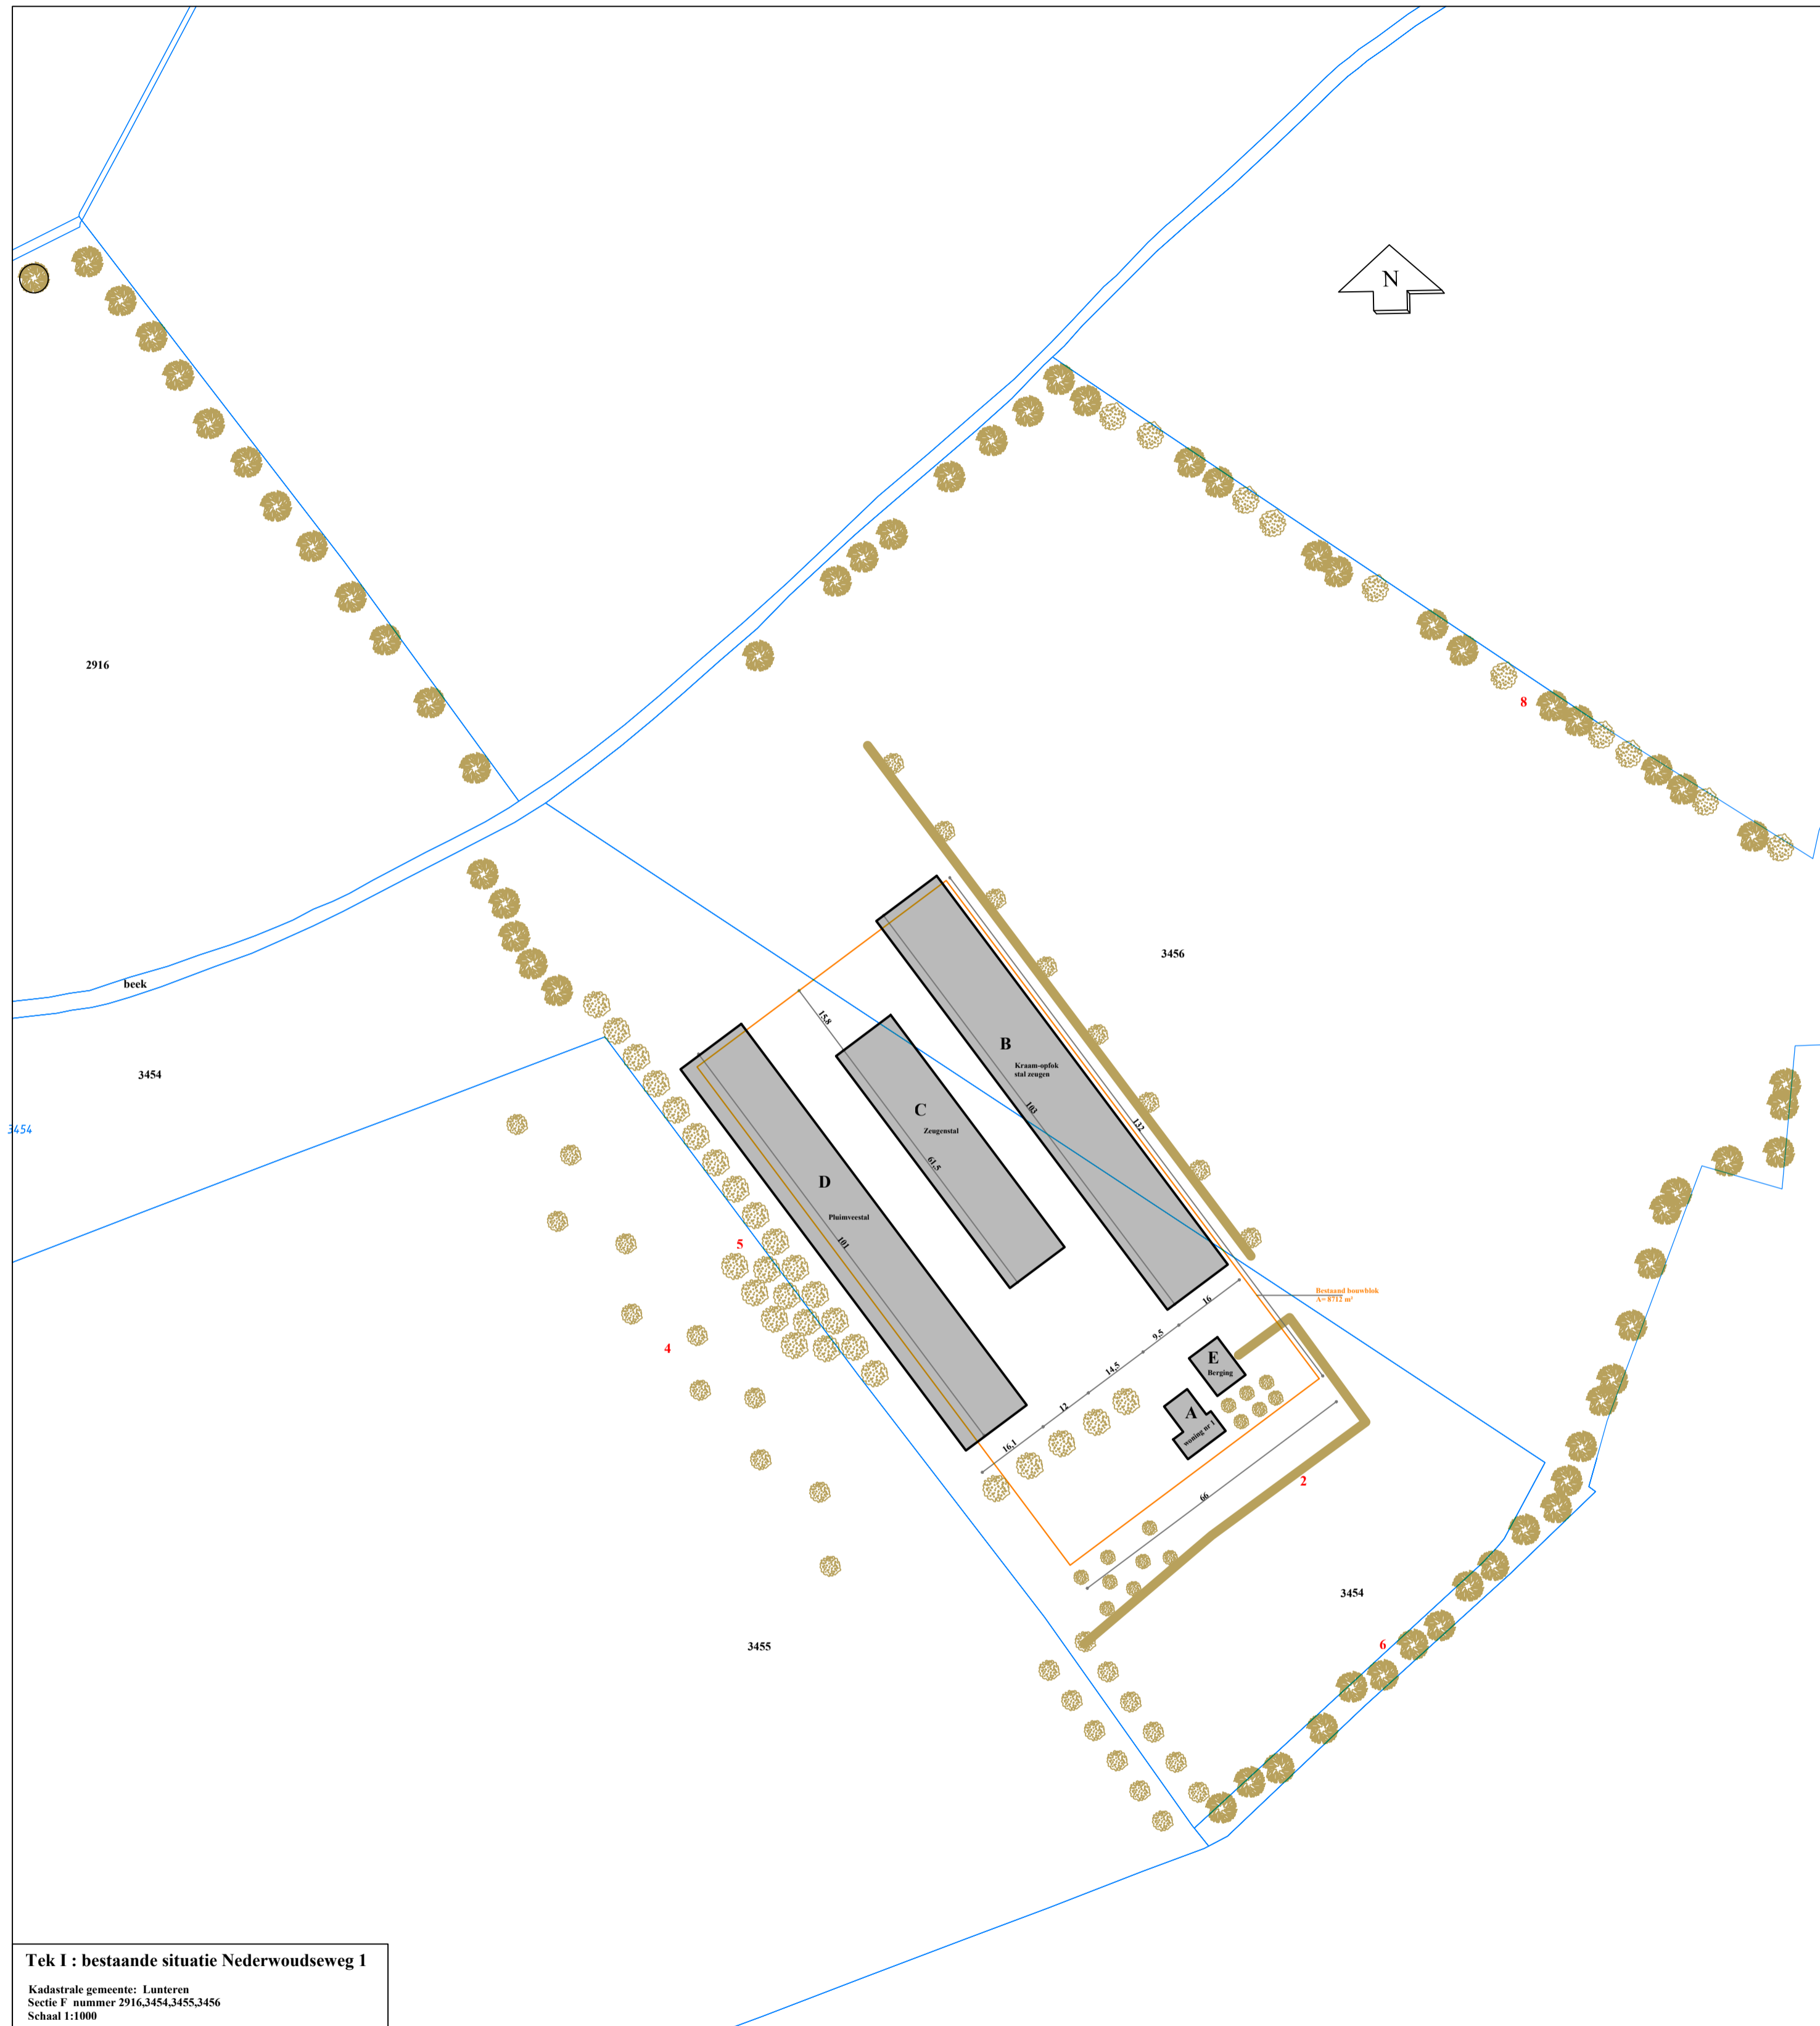 N
2916
8
3456
beek
15,8
B
Kraam-opfok
stal zeugen
3454
103
C
Zeugenstal
132
3454
61,5
D
Pluimveestal
101
5
Bestaand bouwblok
A= 8712 m²
16
9,5
4
E
Berging
14,5
12
A
woning nr 1
16,1
2
66
3454
6
3455
Tek I : bestaande situatie Nederwoudseweg 1
Kadastrale gemeente: Lunteren
Sectie F nummer 2916,3454,3455,3456
Schaal 1:1000